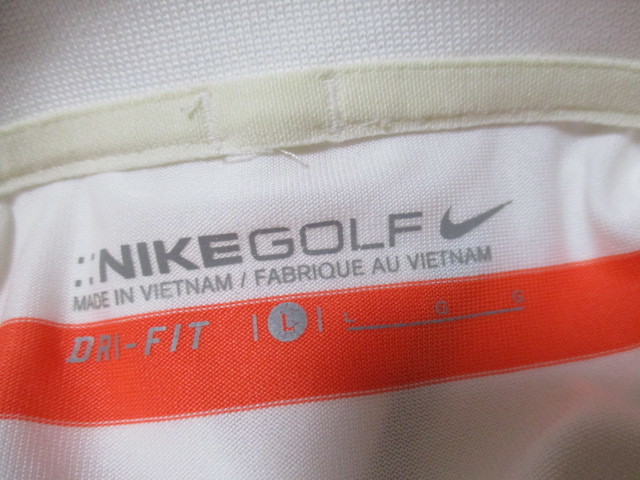 ::NIKEGOLF
MADE IN VIETNAM / FABRIQUE AU VIETNAM
DRI-FIT | L | L G G